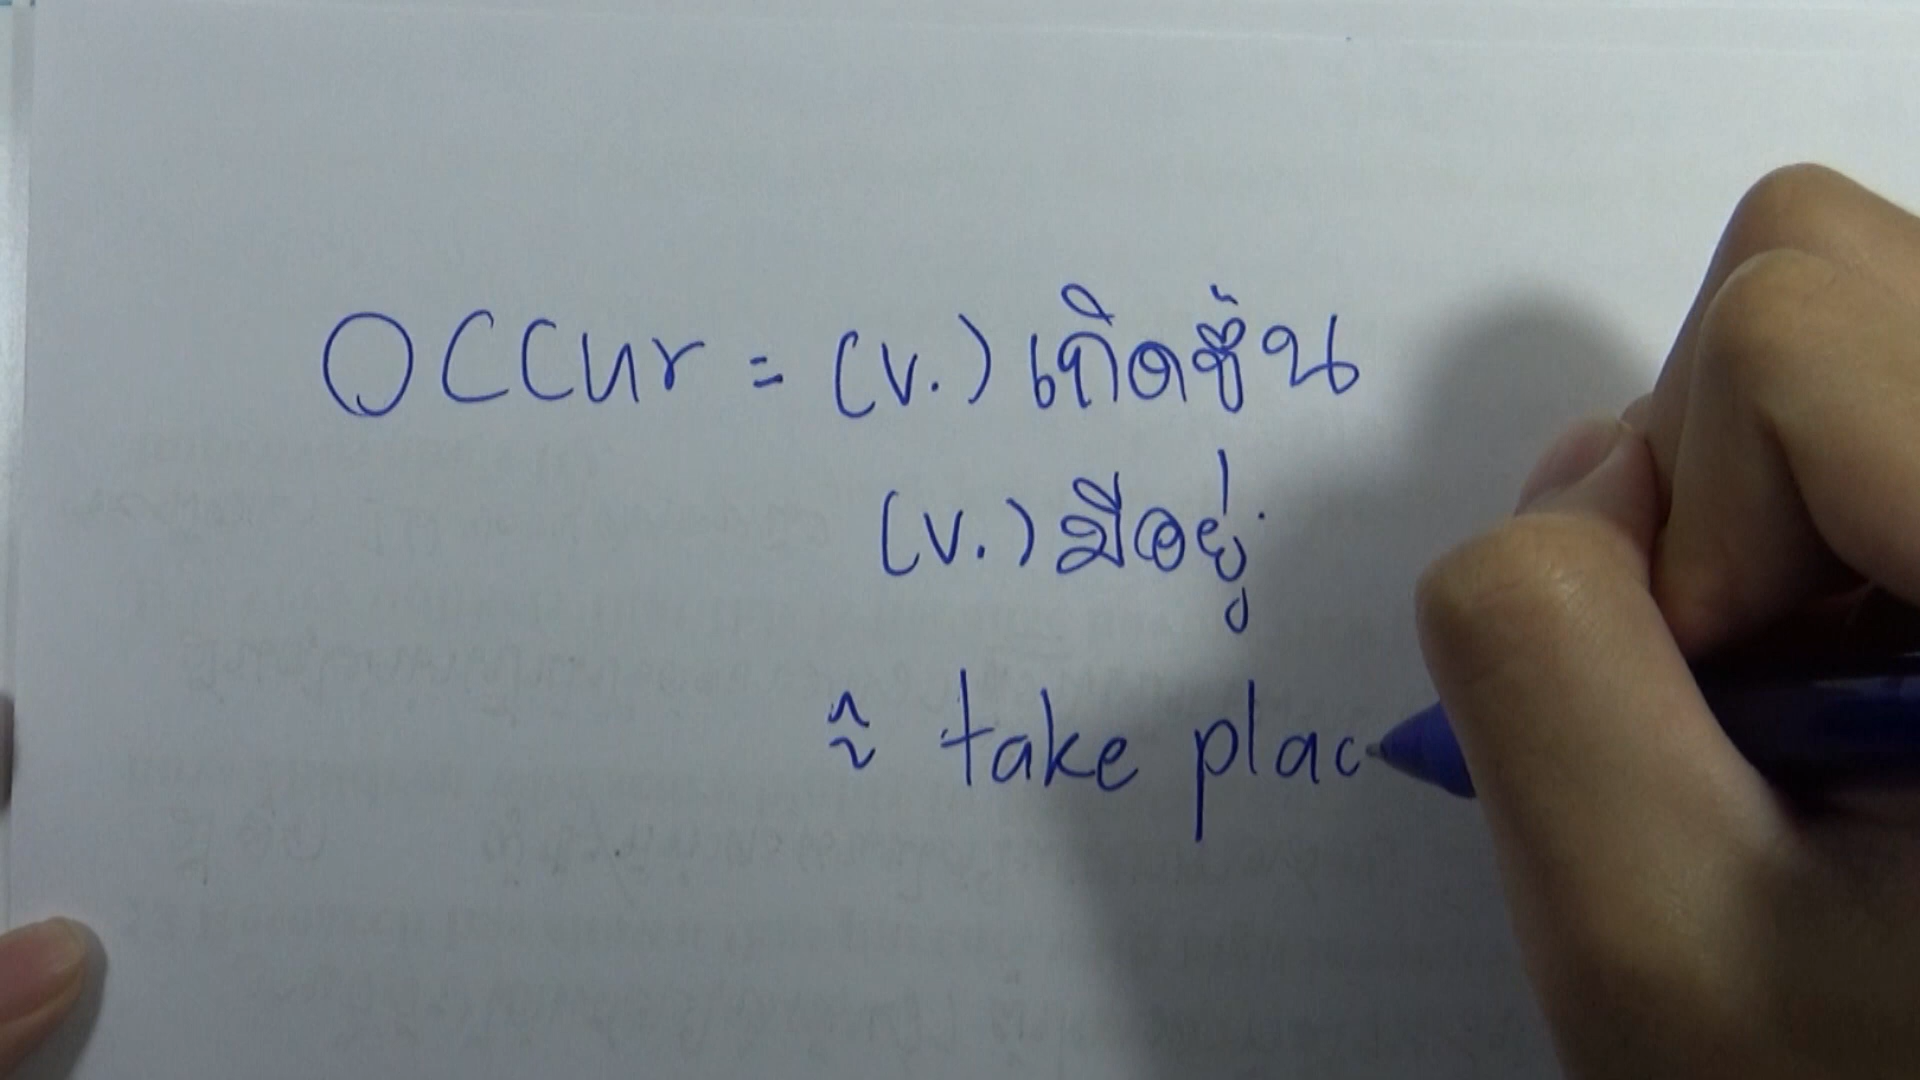 occur = (v.) เกิดขึ้น
(v.) มีอยู่
≈ take plac